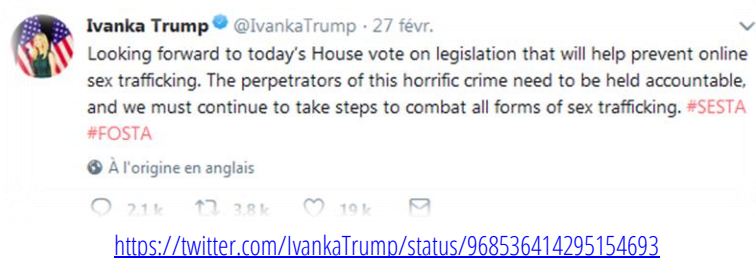 Ivanka Trump @IvankaTrump · 27 févr.
Looking forward to today's House vote on legislation that will help prevent online
sex trafficking. The perpetrators of this horrific crime need to be held accountable,
and we must continue to take steps to combat all forms of sex trafficking. #SESTA
#FOSTA
À l'origine en anglais
2.1 k 3.8 k 19 k
https://twitter.com/IvankaTrump/status/968536414295154693